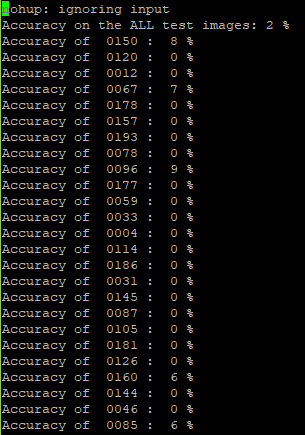 nohup: ignoring input
Accuracy on the ALL test images: 2 %
Accuracy of  0150 :  8 %
Accuracy of  0120 :  0 %
Accuracy of  0012 :  0 %
Accuracy of  0067 :  7 %
Accuracy of  0178 :  0 %
Accuracy of  0157 :  0 %
Accuracy of  0193 :  0 %
Accuracy of  0078 :  0 %
Accuracy of  0096 :  9 %
Accuracy of  0177 :  0 %
Accuracy of  0059 :  0 %
Accuracy of  0033 :  0 %
Accuracy of  0004 :  0 %
Accuracy of  0114 :  0 %
Accuracy of  0186 :  0 %
Accuracy of  0031 :  0 %
Accuracy of  0145 :  0 %
Accuracy of  0087 :  0 %
Accuracy of  0105 :  0 %
Accuracy of  0181 :  0 %
Accuracy of  0126 :  0 %
Accuracy of  0160 :  6 %
Accuracy of  0144 :  0 %
Accuracy of  0046 :  0 %
Accuracy of  0085 :  6 %